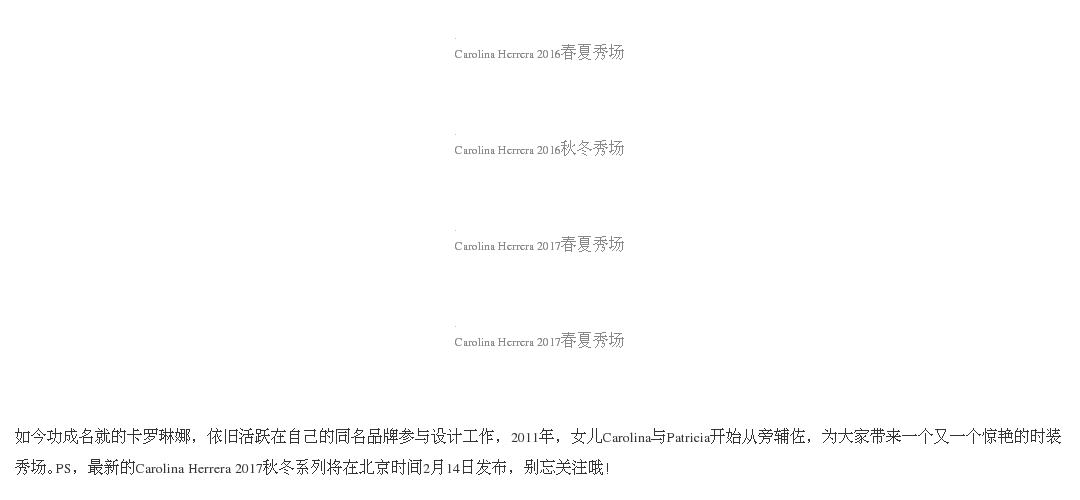 Carolina Herrera 2016春夏秀场
Carolina Herrera 2016秋冬秀场
Carolina Herrera 2017春夏秀场
Carolina Herrera 2017春夏秀场
如今功成名就的卡罗琳娜，依旧活跃在自己的同名品牌参与设计工作，2011年，女儿Carolina与Patricia开始从旁辅佐，为大家带来一个又一个惊艳的时装
秀场。PS，最新的Carolina Herrera 2017秋冬系列将在北京时间2月14日发布，别忘关注哦！